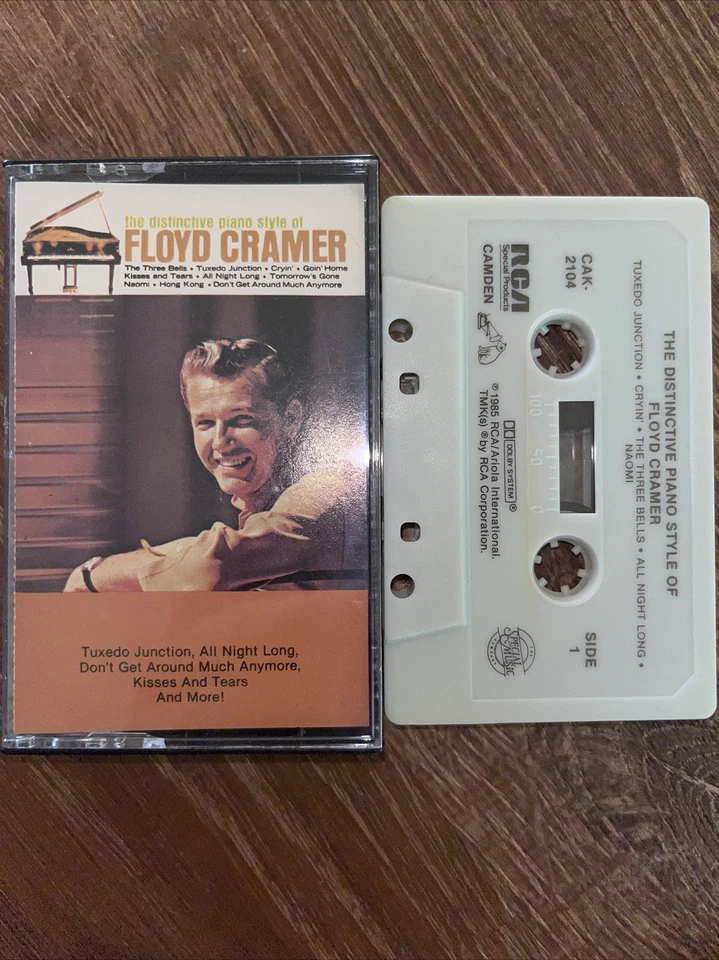 the distinctive piano style of
FLOYD CRAMER
The Three Bells • Tuxedo Junction • Cryin' • Goin' Home
Kisses and Tears • All Night Long • Tomorrow's Gone
Naomi • Hong Kong • Don't Get Around Much Anymore
Tuxedo Junction, All Night Long,
Don't Get Around Much Anymore,
Kisses And Tears
And More!
THE DISTINCTIVE PIANO STYLE OF
FLOYD CRAMER
TUXEDO JUNCTION • CRYIN' • THE THREE BELLS • ALL NIGHT LONG •
NAOMI
CAK-
2104
SIDE
1
RCA
Special Products
CAMDEN
100 50 0
DOLBY SYSTEM®
℗1985 RCA/Ariola International.
TMK(s) ® by RCA Corporation.
SPECIAL
MUSIC